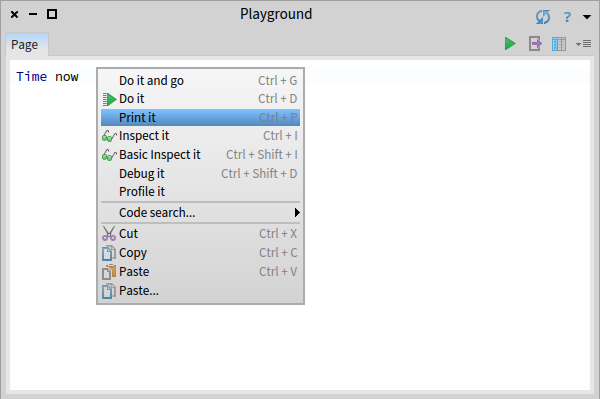 Playground
?
Page
Time now
Do it and go Ctrl + G
Do it Ctrl + D
Print it Ctrl + P
Inspect it Ctrl + I
Basic Inspect it Ctrl + Shift + I
Debug it Ctrl + Shift + D
Profile it
Code search...
Cut Ctrl + X
Copy Ctrl + C
Paste Ctrl + V
Paste...